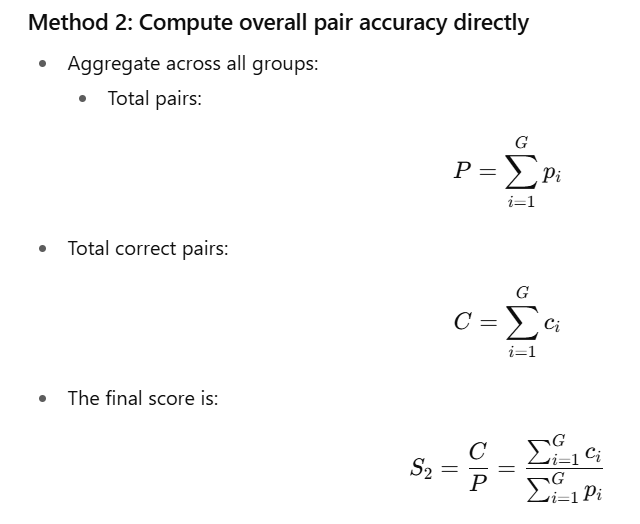 Method 2: Compute overall pair accuracy directly
• Aggregate across all groups:
• Total pairs:
P = \sum_{i=1}^{G} p_i
• Total correct pairs:
C = \sum_{i=1}^{G} c_i
• The final score is:
S_2 = \frac{C}{P} = \frac{\sum_{i=1}^{G} c_i}{\sum_{i=1}^{G} p_i}